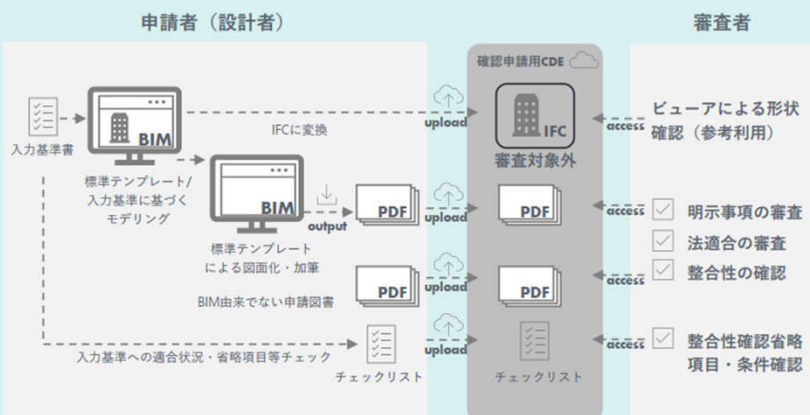 申請者（設計者）
審査者
確認申請用CDE
入力基準書
BIM
IFCに変換
upload
IFC
審査対象外
access
ビューアによる形状
確認（参考利用）
標準テンプレート/
入力基準に基づく
モデリング
BIM
output
標準テンプレート
による図面化・加筆
PDF
upload
PDF
access
明示事項の審査
法適合の審査
整合性の確認
BIM由来でない申請図書
PDF
upload
PDF
access
入力基準への適合状況・省略項目等チェック
チェックリスト
upload
チェックリスト
access
整合性確認省略
項目・条件確認